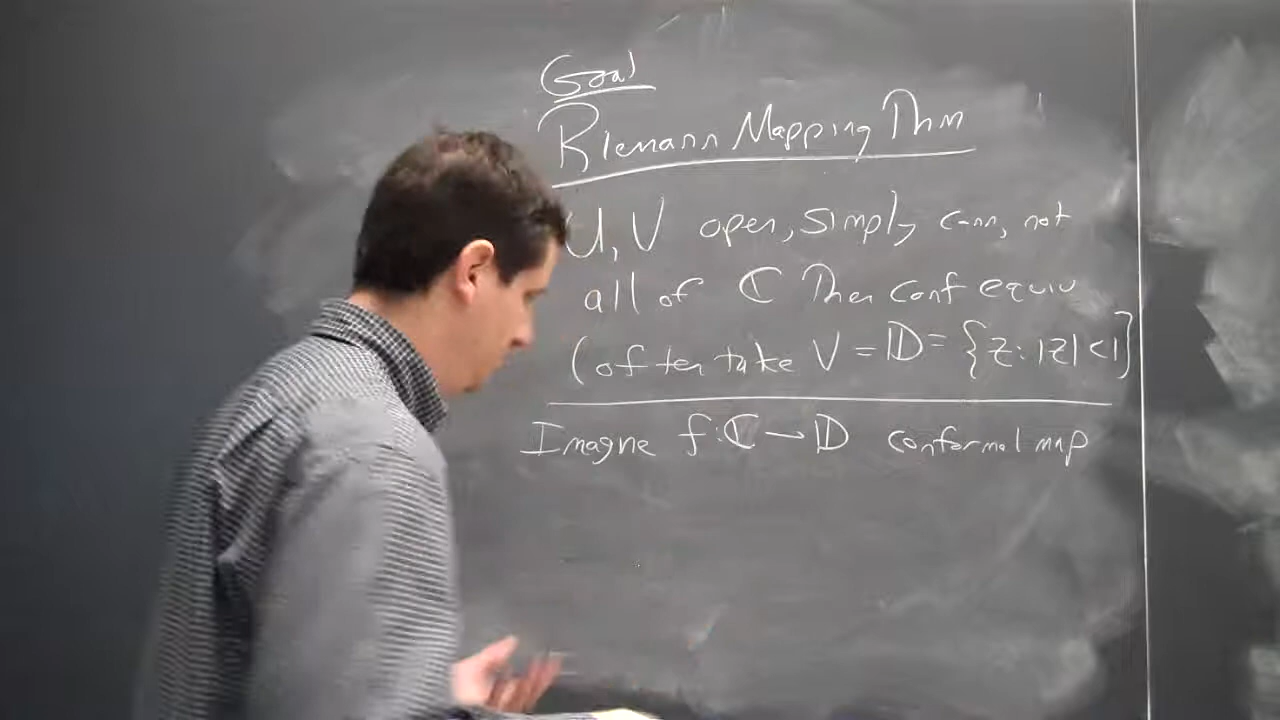 Goal
Riemann Mapping Thm
U, V open, simply conn, not
all of ℂ Then conf equiv
(often take V = 𝔻 = {z: |z| < 1}
Imagine f: ℂ → 𝔻 conformal map